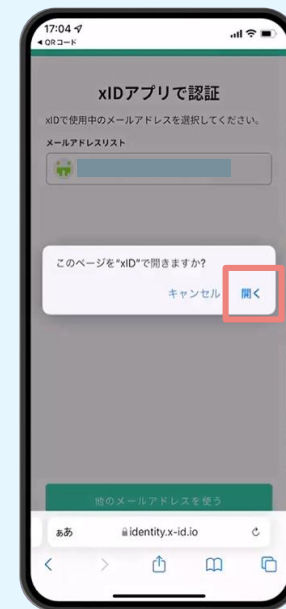 17:04
◀ QRコード
xIDアプリで認証
xIDで使用中のメールアドレスを選択してください。
メールアドレスリスト
このページを"xID"で開きますか?
キャンセル 開く
他のメールアドレスを使う
ぁあ identity.x-id.io